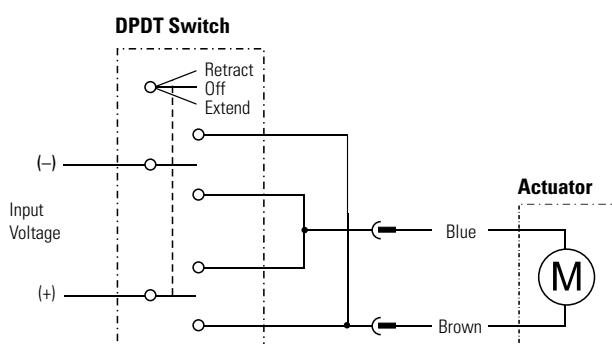 DPDT Switch
Retract
Off
Extend
(–)
Input
Voltage
(+)
Actuator
Blue
M
Brown